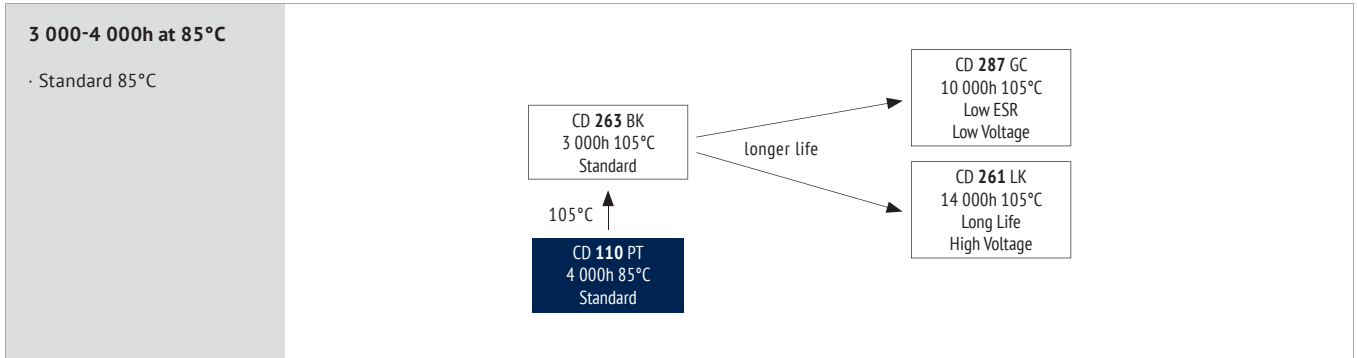 3 000-4 000h at 85°C
· Standard 85°C
CD 263 BK
3 000h 105°C
Standard
105°C
CD 110 PT
4 000h 85°C
Standard
longer life
CD 287 GC
10 000h 105°C
Low ESR
Low Voltage
CD 261 LK
14 000h 105°C
Long Life
High Voltage